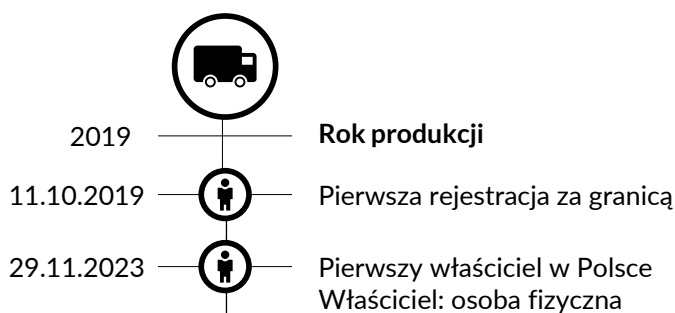 2019 Rok produkcji
11.10.2019 Pierwsza rejestracja za granicą
29.11.2023 Pierwszy właściciel w Polsce
Właściciel: osoba fizyczna